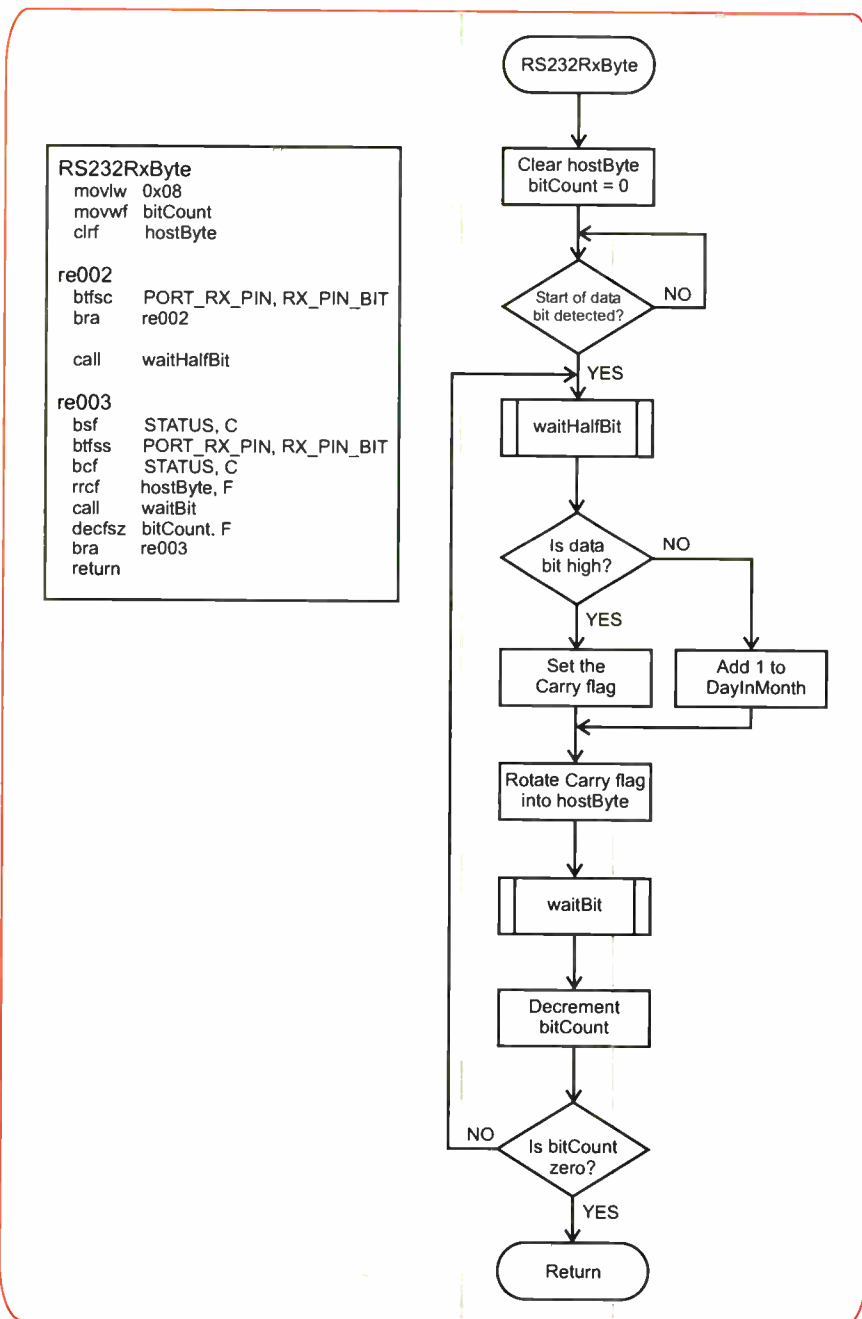 RS232RxByte
movlw 0x08
movwf bitCount
clrf hostByte
re002
btfsc PORT_RX_PIN, RX_PIN_BIT
bra re002
call waitHalfBit
re003
bsf STATUS, C
btfss PORT_RX_PIN, RX_PIN_BIT
bcf STATUS, C
rrcf hostByte, F
call waitBit
decfsz bitCount. F
bra re003
return
RS232RxByte
Clear hostByte
bitCount = 0
Start of data
bit detected?
NO
YES
waitHalfBit
Is data
bit high?
NO
YES
Set the
Carry flag
Add 1 to
DayInMonth
Rotate Carry flag
into hostByte
waitBit
Decrement
bitCount
NO
Is bitCount
zero?
YES
Return